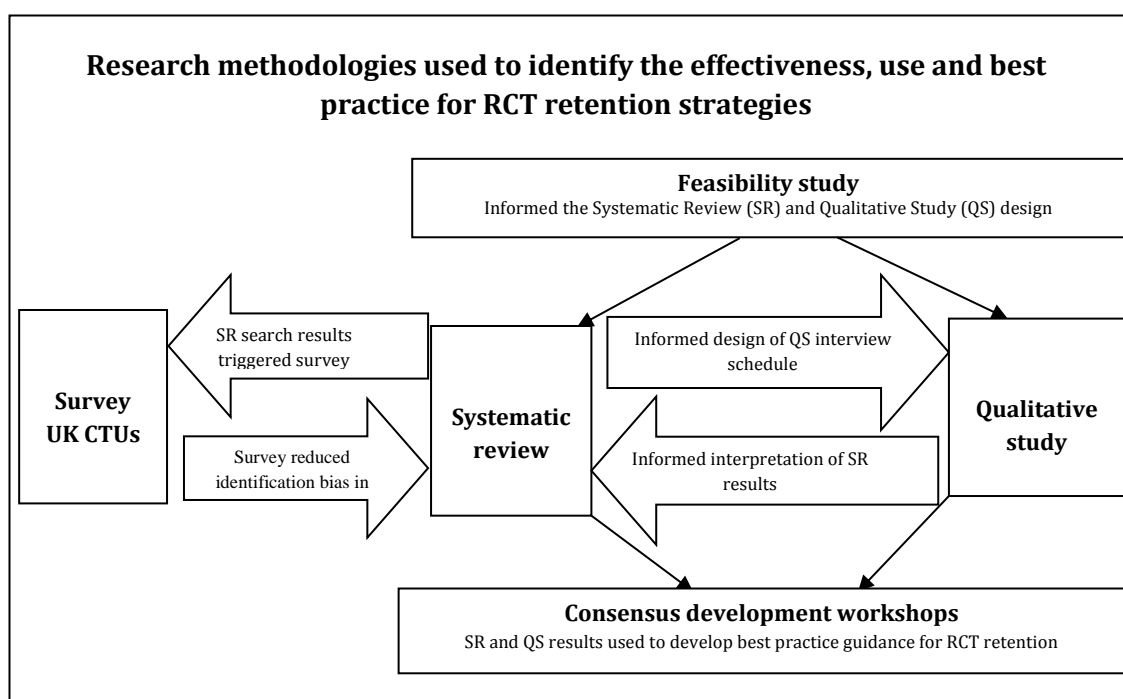 Research methodologies used to identify the effectiveness, use and best
practice for RCT retention strategies
Feasibility study
Informed the Systematic Review (SR) and Qualitative Study (QS) design
SR search results
triggered survey
Informed design of QS interview
schedule
Survey
UK CTUs
Systematic
review
Qualitative
study
Survey reduced
identification bias in
Informed interpretation of SR
results
Consensus development workshops
SR and QS results used to develop best practice guidance for RCT retention